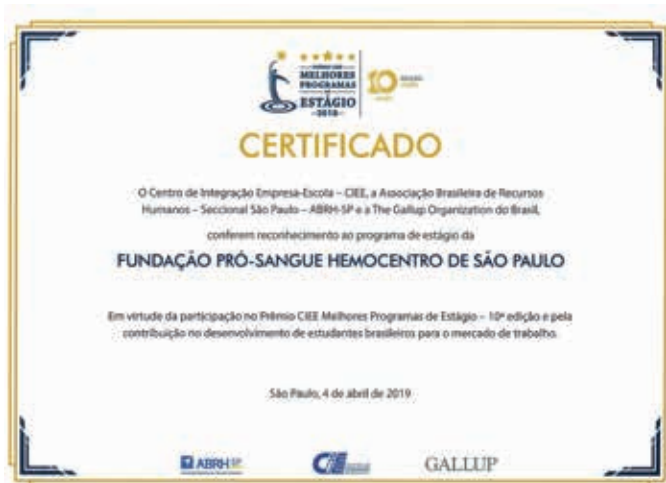 MELHORES
PROGRAMAS
ESTÁGIO
2018
10
CERTIFICADO
O Centro de Integração Empresa-Escola – CIEE, a Associação Brasileira de Recursos
Humanos – Seccional São Paulo – ABRH-SP e a The Gallup Organization do Brasil,
conferem reconhecimento ao programa de estágio da
FUNDAÇÃO PRÓ-SANGUE HEMOCENTRO DE SÃO PAULO
Em virtude da participação no Prêmio CIEE Melhores Programas de Estágio – 10ª edição e pela
contribuição no desenvolvimento de estudantes brasileiros para o mercado de trabalho.
São Paulo, 4 de abril de 2019
ABRH SP
GALLUP